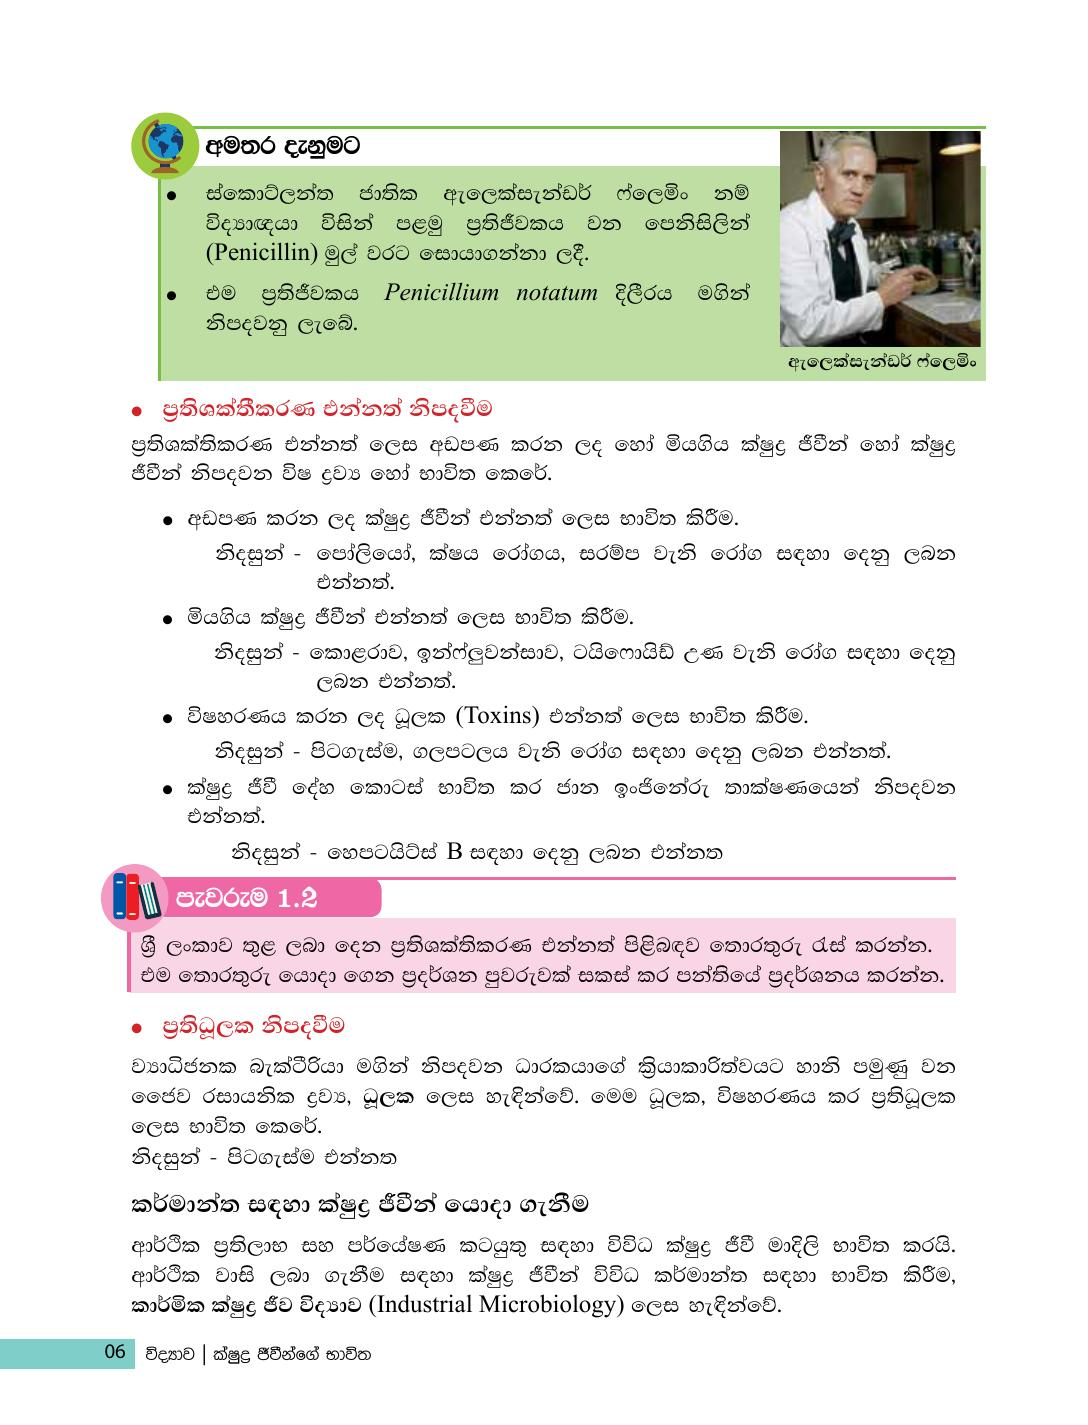 අමතර දැනුමට
● ස්කොට්ලන්ත ජාතික ඇලෙක්සැන්ඩර් ෆ්ලෙමිං නම්
විද්‍යාඥයා විසින් පළමු ප්‍රතිජීවකය වන පෙනිසිලින්
(Penicillin) මුල් වරට සොයාගන්නා ලදී.
● එම ප්‍රතිජීවකය Penicillium notatum දිලීරය මගින්
නිපදවනු ලැබේ.
ඇලෙක්සැන්ඩර් ෆ්ලෙමිං
● ප්‍රතිශක්තීකරණ එන්නත් නිපදවීම
ප්‍රතිශක්තිකරණ එන්නත් ලෙස අඩපණ කරන ලද හෝ මියගිය ක්ෂුද්‍ර ජීවීන් හෝ ක්ෂුද්‍ර
ජීවීන් නිපදවන විෂ ද්‍රව්‍ය හෝ භාවිත කෙරේ.
● අඩපණ කරන ලද ක්ෂුද්‍ර ජීවීන් එන්නත් ලෙස භාවිත කිරීම.
නිදසුන් - පෝලියෝ, ක්ෂය රෝගය, සරම්ප වැනි රෝග සඳහා දෙනු ලබන
එන්නත්.
● මියගිය ක්ෂුද්‍ර ජීවීන් එන්නත් ලෙස භාවිත කිරීම.
නිදසුන් - කොළරාව, ඉන්ෆ්ලුවන්සාව, ටයිෆොයිඩ් උණ වැනි රෝග සඳහා දෙනු
ලබන එන්නත්.
● විෂහරණය කරන ලද ධූලක (Toxins) එන්නත් ලෙස භාවිත කිරීම.
නිදසුන් - පිටගැස්ම, ගලපටලය වැනි රෝග සඳහා දෙනු ලබන එන්නත්.
● ක්ෂුද්‍ර ජීවී දේහ කොටස් භාවිත කර ජාන ඉංජිනේරු තාක්ෂණයෙන් නිපදවන
එන්නත්.
නිදසුන් - හෙපටයිට්ස් B සඳහා දෙනු ලබන එන්නත
පැවරුම 1.2
ශ්‍රී ලංකාව තුළ ලබා දෙන ප්‍රතිශක්තිකරණ එන්නත් පිළිබඳව තොරතුරු රැස් කරන්න.
එම තොරතුරු යොදා ගෙන ප්‍රදර්ශන පුවරුවක් සකස් කර පන්තියේ ප්‍රදර්ශනය කරන්න.
● ප්‍රතිධූලක නිපදවීම
ව්‍යාධිජනක බැක්ටීරියා මගින් නිපදවන ධාරකයාගේ ක්‍රියාකාරිත්වයට හානි පමුණු වන
ජෛව රසායනික ද්‍රව්‍ය, ධූලක ලෙස හැඳින්වේ. මෙම ධූලක, විෂහරණය කර ප්‍රතිධූලක
ලෙස භාවිත කෙරේ.
නිදසුන් - පිටගැස්ම එන්නත
කර්මාන්ත සඳහා ක්ෂුද්‍ර ජීවීන් යොදා ගැනීම
ආර්ථික ප්‍රතිලාභ සහ පර්යේෂණ කටයුතු සඳහා විවිධ ක්ෂුද්‍ර ජීවී මාදිලි භාවිත කරයි.
ආර්ථික වාසි ලබා ගැනීම සඳහා ක්ෂුද්‍ර ජීවීන් විවිධ කර්මාන්ත සඳහා භාවිත කිරීම,
කාර්මික ක්ෂුද්‍ර ජීව විද්‍යාව (Industrial Microbiology) ලෙස හැඳින්වේ.
06 විද්‍යාව | ක්ෂුද්‍ර ජීවීන්ගේ භාවිත